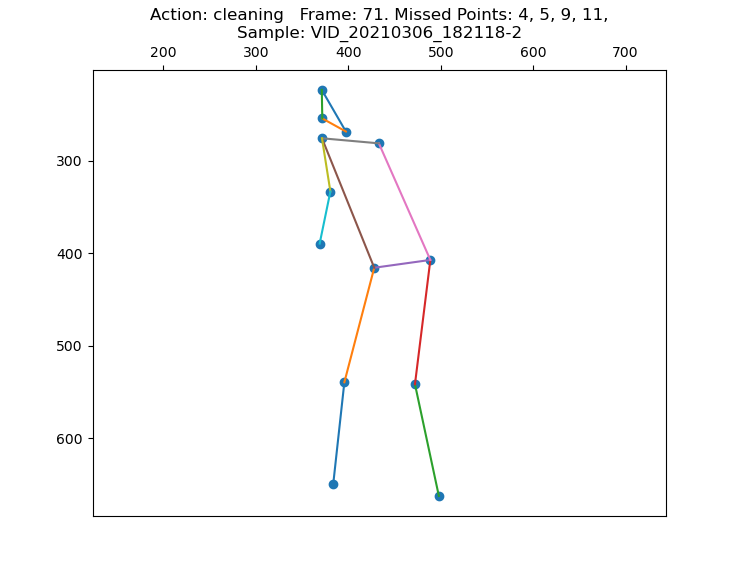 Action: cleaning   Frame: 71. Missed Points: 4, 5, 9, 11,
Sample: VID_20210306_182118-2
200 300 400 500 600 700
300
400
500
600